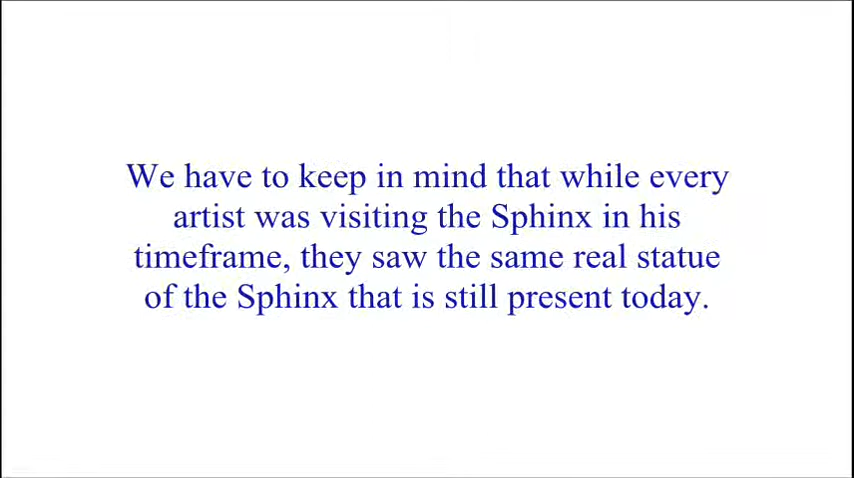 We have to keep in mind that while every
artist was visiting the Sphinx in his
timeframe, they saw the same real statue
of the Sphinx that is still present today.